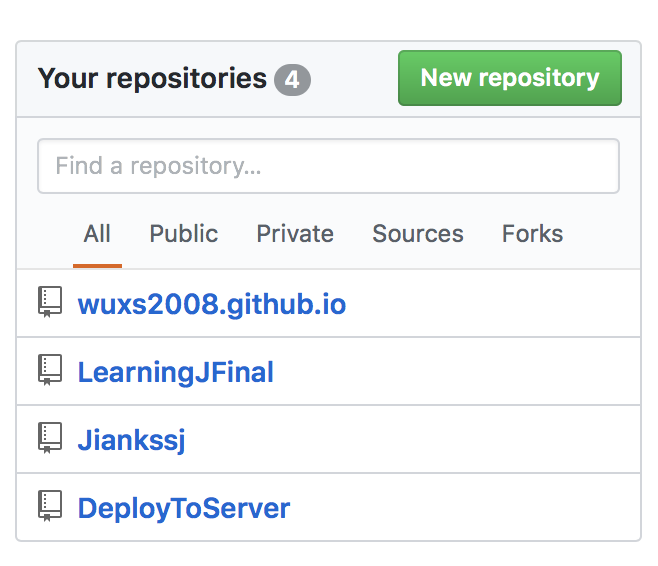 Your repositories 4 New repository
Find a repository...
All Public Private Sources Forks
wuxs2008.github.io
LearningJFinal
Jiankssj
DeployToServer